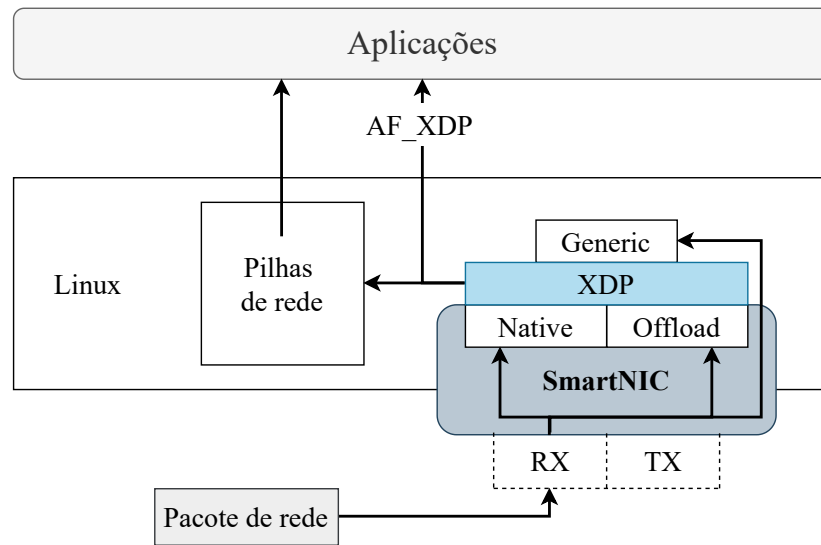 Aplicações
AF_XDP
Linux
Pilhas
de rede
Generic
XDP
Native
Offload
SmartNIC
RX
TX
Pacote de rede